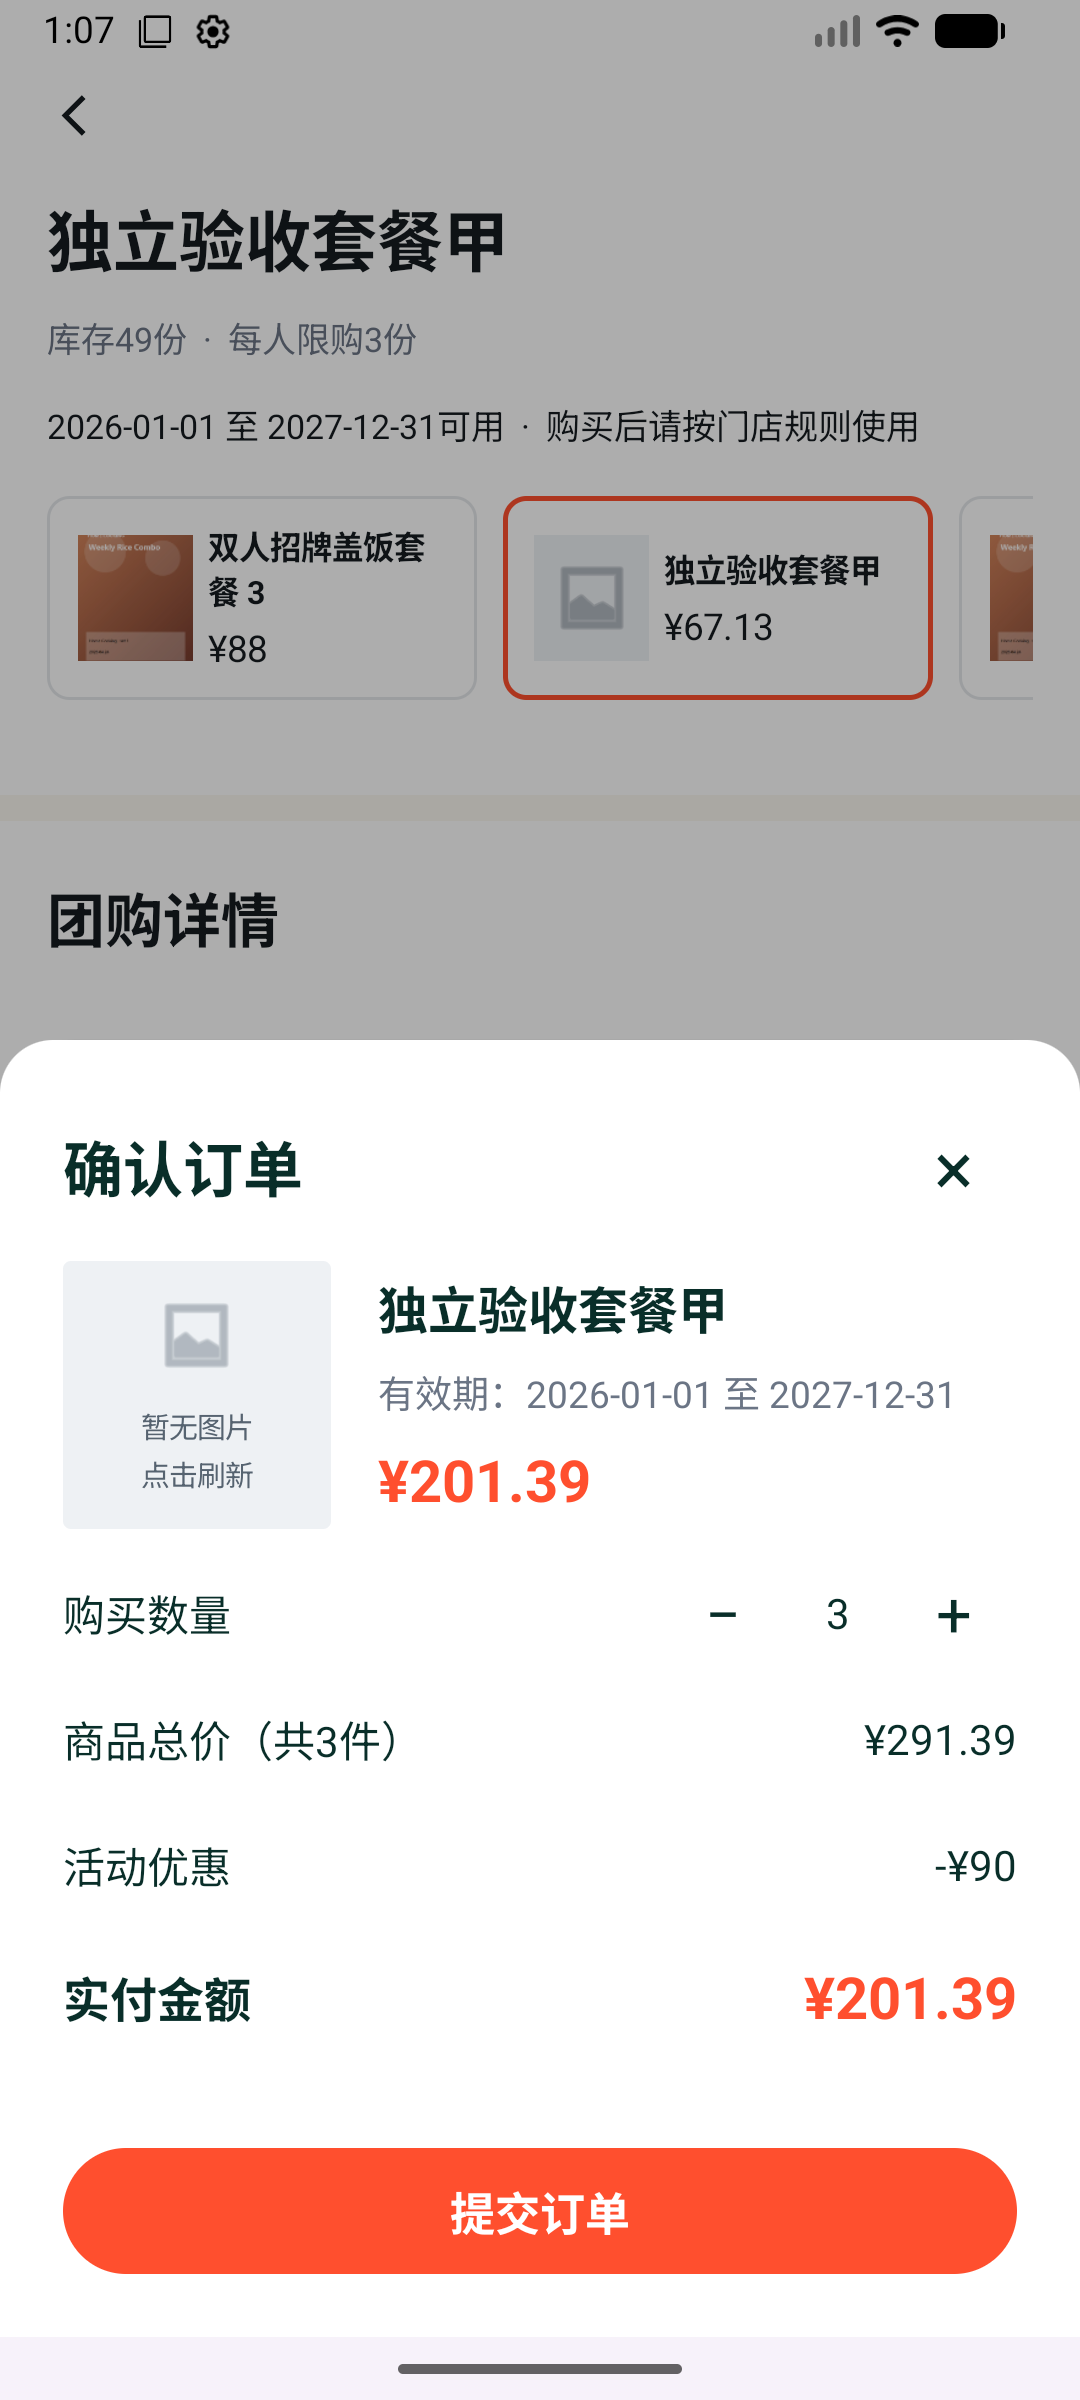 1:07
独立验收套餐甲
库存49份 · 每人限购3份
2026-01-01 至 2027-12-31可用 · 购买后请按门店规则使用
Weekly Rice Combo
双人招牌盖饭套
餐 3
¥88
独立验收套餐甲
¥67.13
Weekly R
团购详情
确认订单
暂无图片
点击刷新
独立验收套餐甲
有效期：2026-01-01 至 2027-12-31
¥201.39
购买数量
− 3 +
商品总价（共3件） ¥291.39
活动优惠 -¥90
实付金额 ¥201.39
提交订单